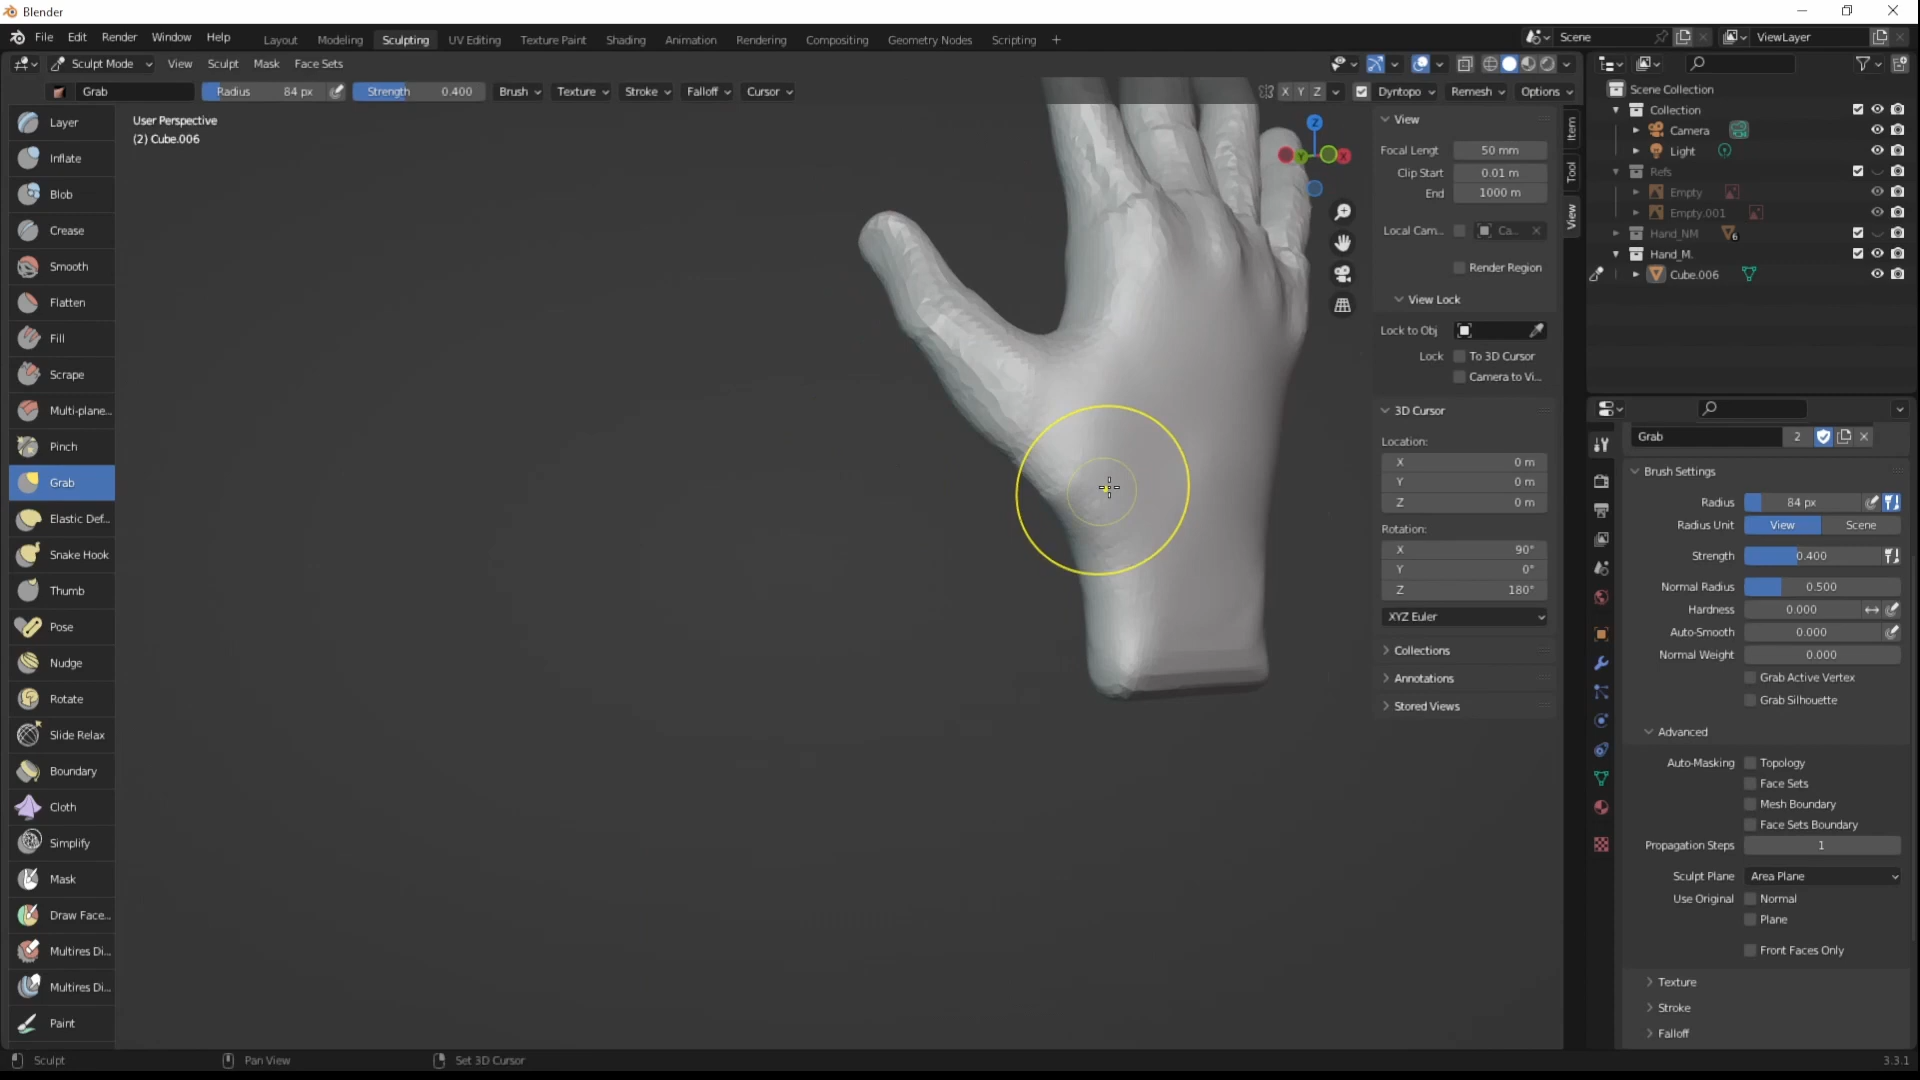 Blender
File Edit Render Window Help
Layout Modeling Sculpting UV Editing Texture Paint Shading Animation Rendering Compositing Geometry Nodes Scripting +
Scene
ViewLayer
Sculpt Mode View Sculpt Mask Face Sets
Grab Radius 84 px Strength 0.400 Brush Texture Stroke Falloff Cursor
X Y Z Dyntopo Remesh Options
Layer
Inflate
Blob
Crease
Smooth
Flatten
Fill
Scrape
Multi-plane...
Pinch
Grab
Elastic Def...
Snake Hook
Thumb
Pose
Nudge
Rotate
Slide Relax
Boundary
Cloth
Simplify
Mask
Draw Face...
Multires Di...
Multires Di...
Paint
User Perspective
(2) Cube.006
Z
Y
X
View
Focal Lengt 50 mm
Clip Start 0.01 m
End 1000 m
Local Cam... Ca...
Render Region
View Lock
Lock to Obj
Lock To 3D Cursor
Camera to Vi...
3D Cursor
Location:
X 0 m
Y 0 m
Z 0 m
Rotation:
X 90°
Y 0°
Z 180°
XYZ Euler
Collections
Annotations
Stored Views
Item
Tool
View
Scene Collection
Collection
Camera
Light
Refs
Empty
Empty.001
Hand_NM 6
Hand_M.
Cube.006
Grab 2
Brush Settings
Radius 84 px
Radius Unit View Scene
Strength 0.400
Normal Radius 0.500
Hardness 0.000
Auto-Smooth 0.000
Normal Weight 0.000
Grab Active Vertex
Grab Silhouette
Advanced
Auto-Masking Topology
Face Sets
Mesh Boundary
Face Sets Boundary
Propagation Steps 1
Sculpt Plane Area Plane
Use Original Normal
Plane
Front Faces Only
Texture
Stroke
Falloff
Sculpt Pan View Set 3D Cursor 3.3.1